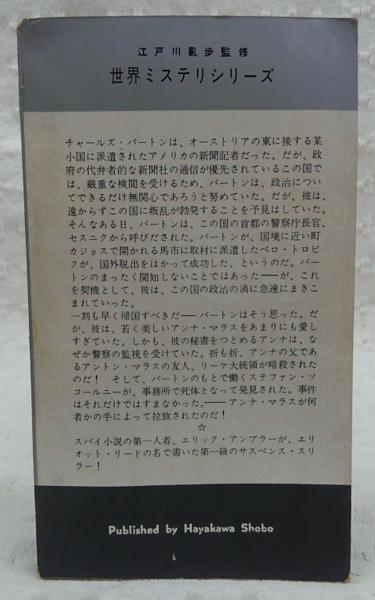 江戸川亂歩監修
世界ミステリシリーズ
チャールズ・バートンは、オーストリアの東に接する某
小国に派遣されたアメリカの新聞記者だった。だが、政
府の代弁者的な新聞社の通信が優先されているこの国で
は、厳重な検閲を受けるため、バートンは、政治につい
てできるだけ無関心であろうと努めていた。だが、彼は、
遠からずこの国に叛乱が勃発することを予見はしていた。
そんなある日、バートンは、この国の首都の警察庁長官、
セスニクから呼びだされた。バートンが、国境に近い町
カジョスで開かれる馬市に取材に派遣したペロ・トロビ
クが、国外脱出をはかって成功した、というのだ。バー
トンのまったく関知しないことではあった──が、これ
を契機として、彼は、この国の政治の渦に急速にまきこ
まれていった。
一刻も早く帰国すべきだ──バートンはそう思った。だ
が、彼は、若く美しいアンナ・マラスをあまりにも愛し
すぎていた。しかも、彼の秘書をつとめるアンナは、な
ぜか警察の監視を受けていた。折も折、アンナの父であ
るアントン・マラスの友人、リーケ大統領が暗殺された
のだ！　そして、バートンのもとで働くステファン・ソ
コールニーが、事務所で死体となって発見された。事件
はそれだけではすまなかった。──アンナ・マラスが何
者かの手によって拉致されたのだ！
☆
スパイ小説の第一人者、エリック・アンブラーが、エリ
オット・リードの名で書いた第一級のサスペンス・スリ
ラー！
Published by Hayakawa Shobo